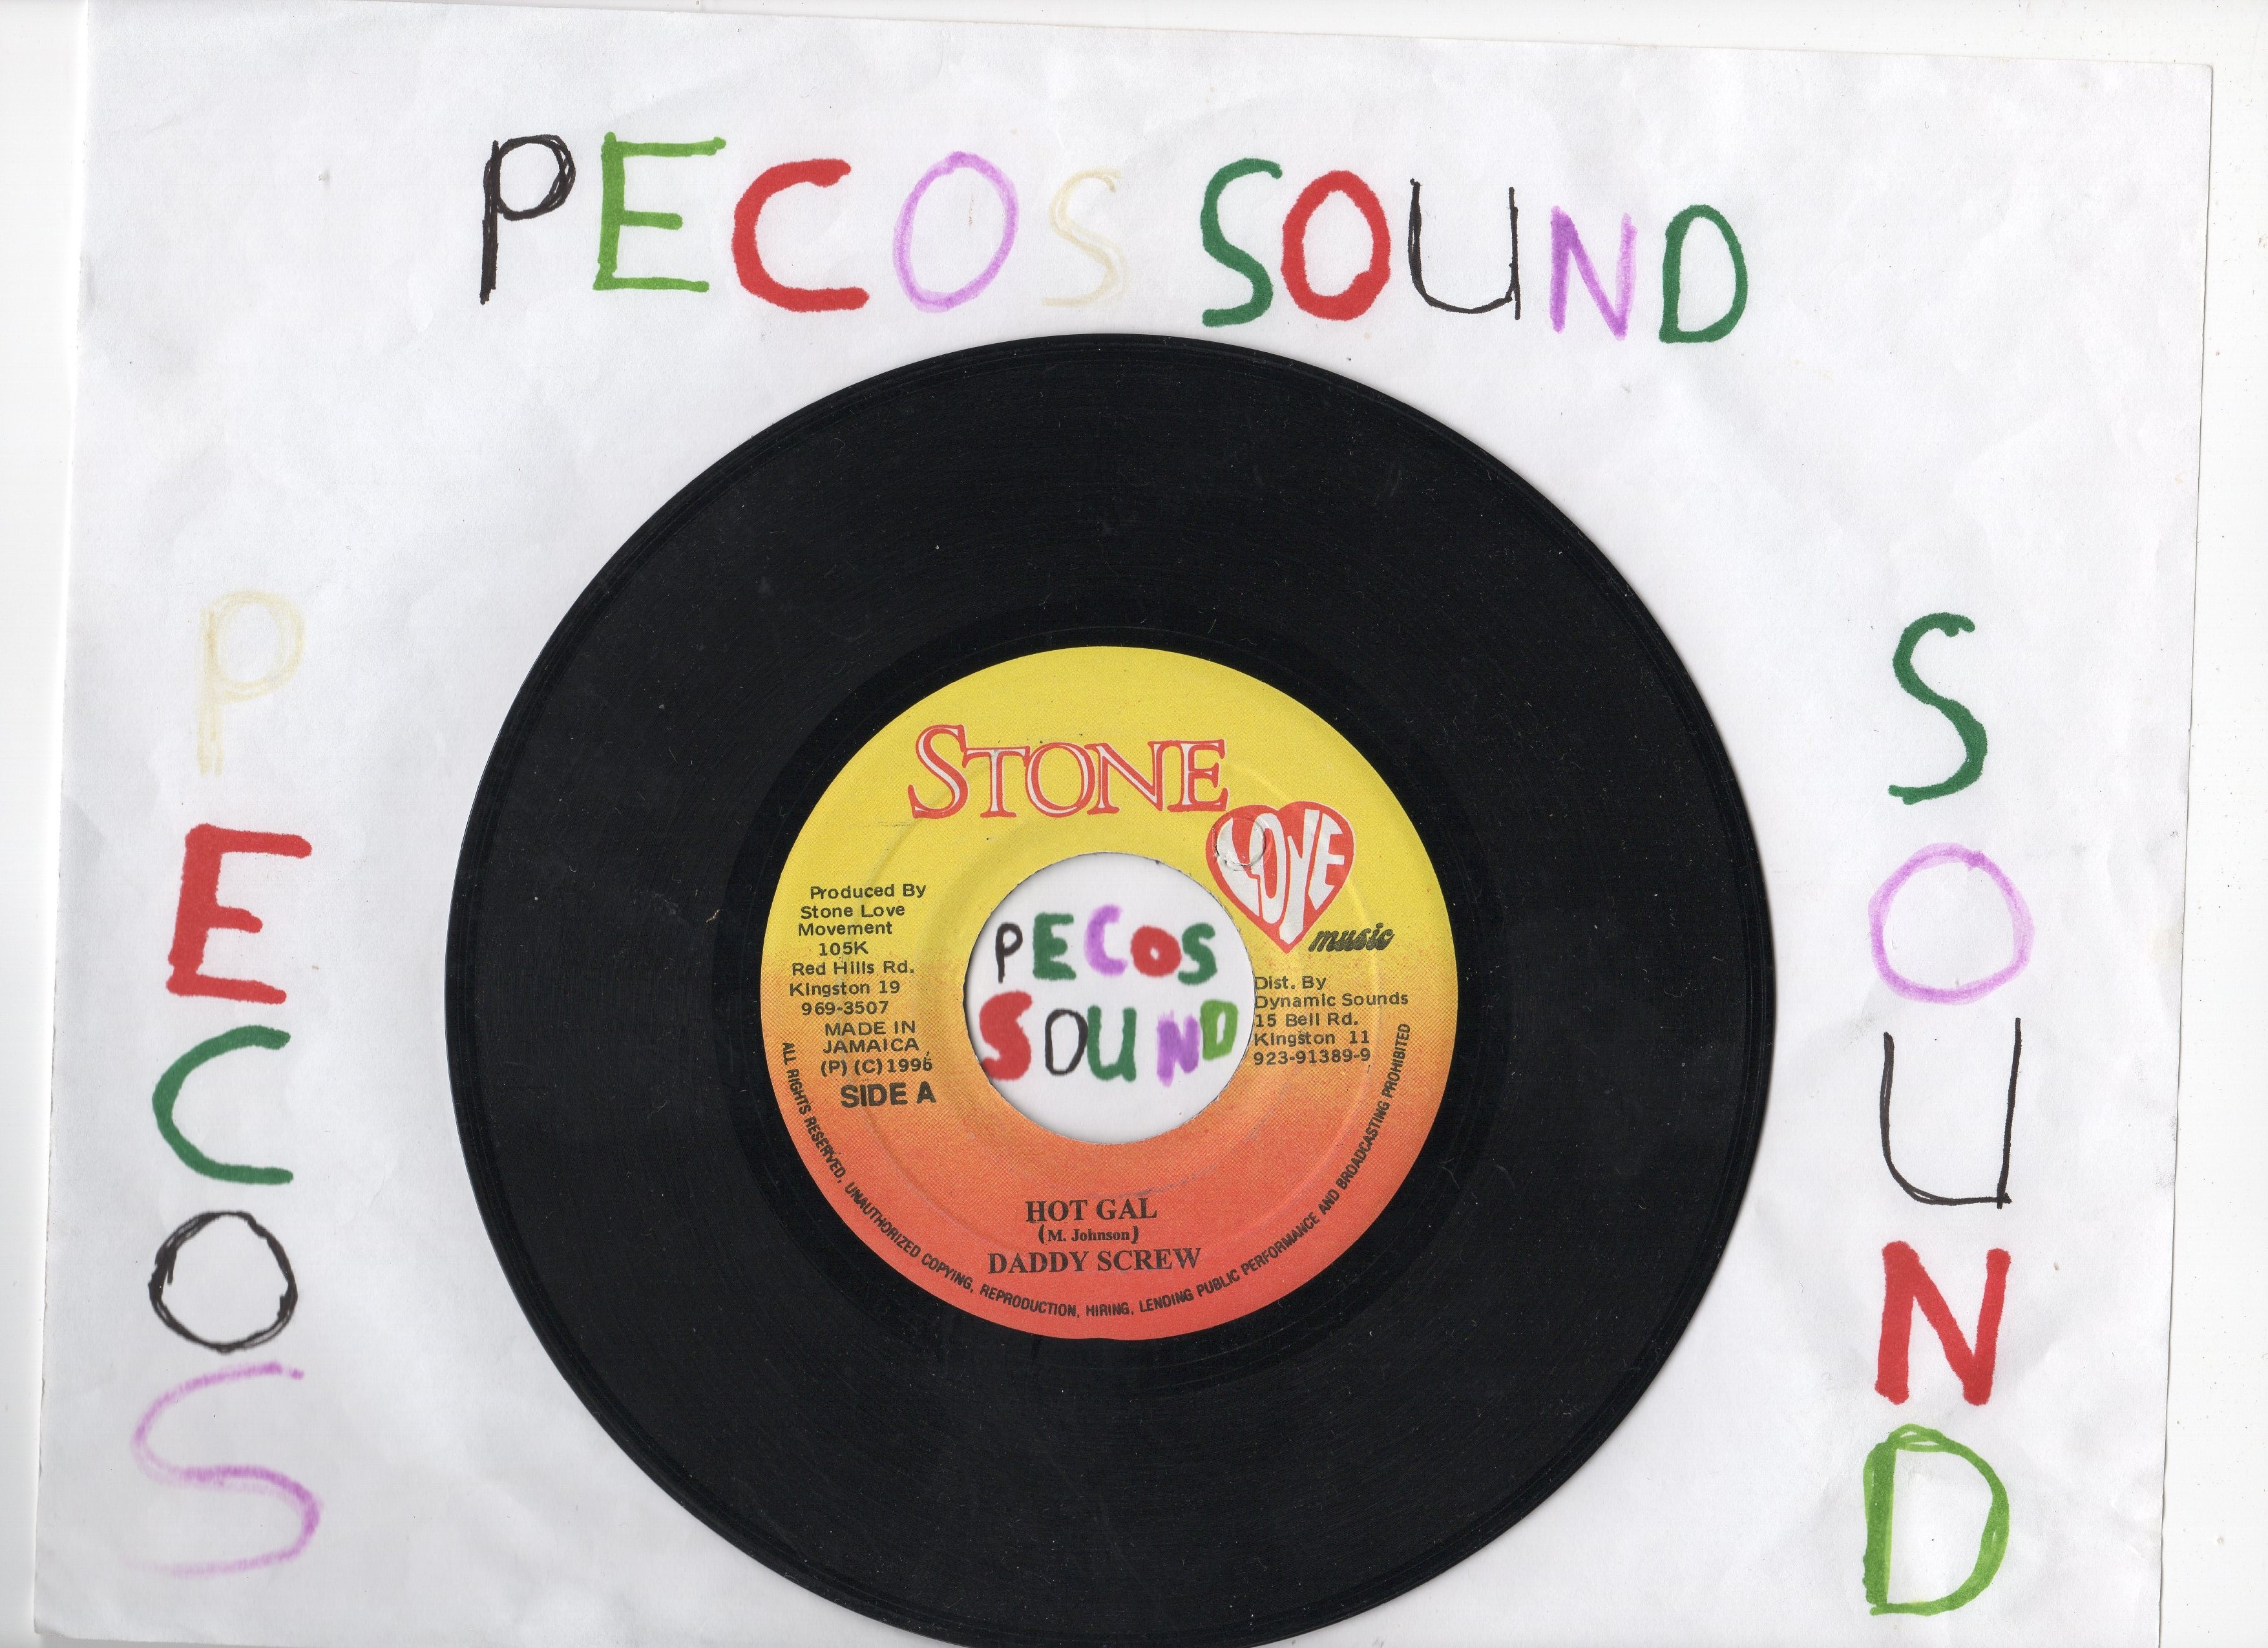 PECOS SOUND
P
E
C
O
S
STONE
LOVE
music
Produced By
Stone Love
Movement
105K
Red Hills Rd.
Kingston 19
969-3507
MADE IN
JAMAICA
(P) (C) 1996
SIDE A
PECOS
SOUND
Dist. By
Dynamic Sounds
15 Bell Rd.
Kingston 11
923-91389-9
HOT GAL
(M. Johnson)
DADDY SCREW
ALL RIGHTS RESERVED, UNAUTHORIZED COPYING, REPRODUCTION, HIRING, LENDING PUBLIC PERFORMANCE AND BROADCASTING PROHIBITED
S
O
U
N
D